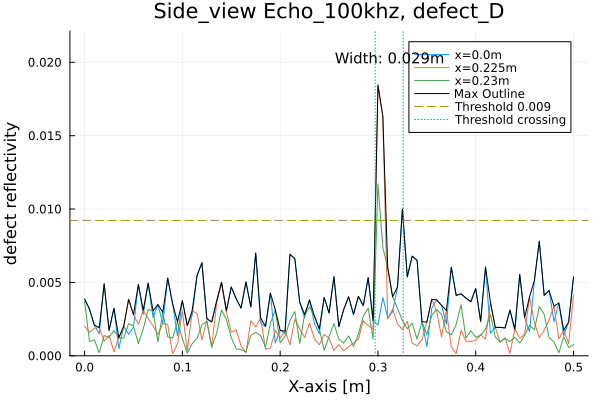 Side_view Echo_100khz, defect_D
Width: 0.029m
x=0.0m
x=0.225m
x=0.23m
Max Outline
Threshold 0.009
Threshold crossing
defect reflectivity
0.020
0.015
0.010
0.005
0.000
0.0 0.1 0.2 0.3 0.4 0.5
X-axis [m]